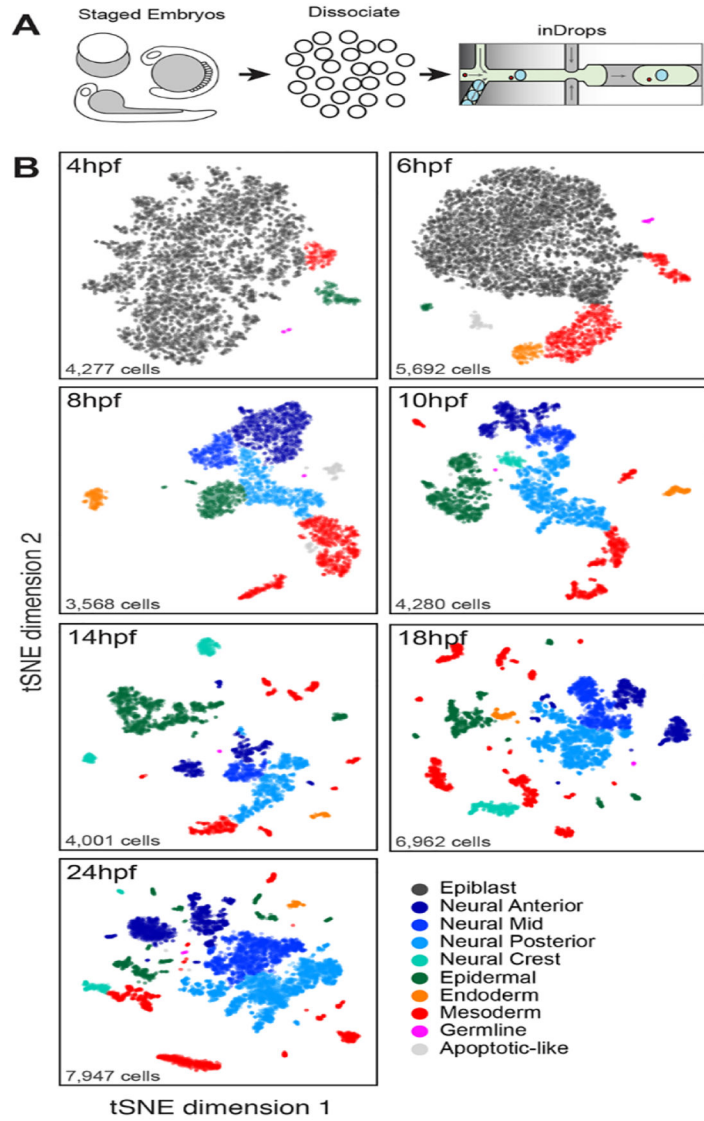 A
Staged Embryos
Dissociate
inDrops
B
4hpf
4,277 cells
6hpf
5,692 cells
8hpf
3,568 cells
10hpf
4,280 cells
14hpf
4,001 cells
18hpf
6,962 cells
24hpf
7,947 cells
tSNE dimension 2
tSNE dimension 1
Epiblast
Neural Anterior
Neural Mid
Neural Posterior
Neural Crest
Epidermal
Endoderm
Mesoderm
Germline
Apoptotic-like